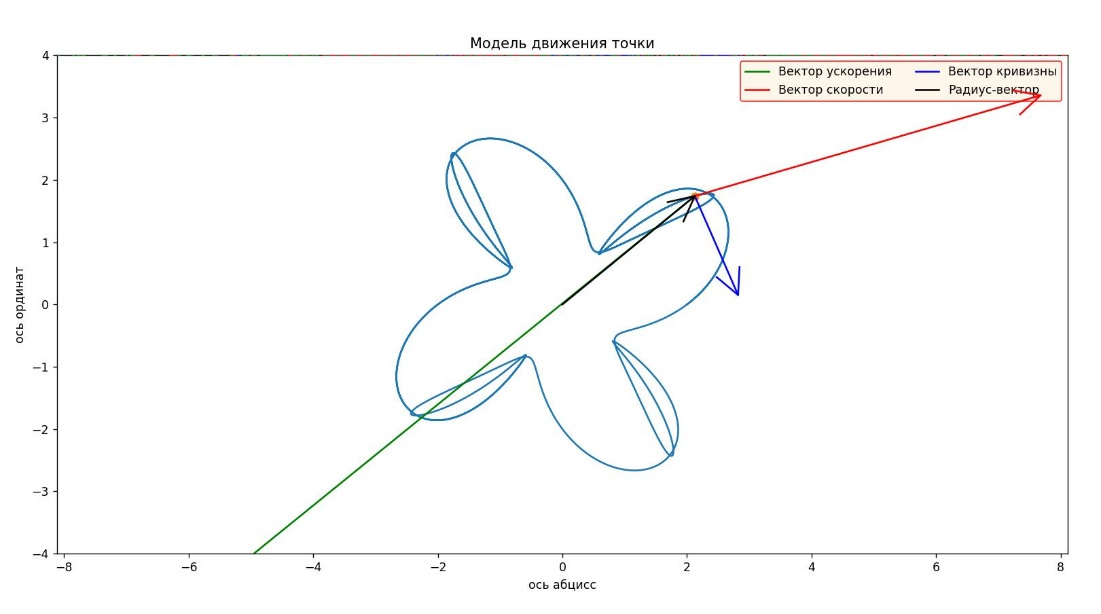 Модель движения точки
4
Вектор ускорения
Вектор кривизны
Вектор скорости
Радиус-вектор
3
2
1
0
−1
−2
−3
−4
ось ординат
−8 −6 −4 −2 0 2 4 6 8
ось абцисс